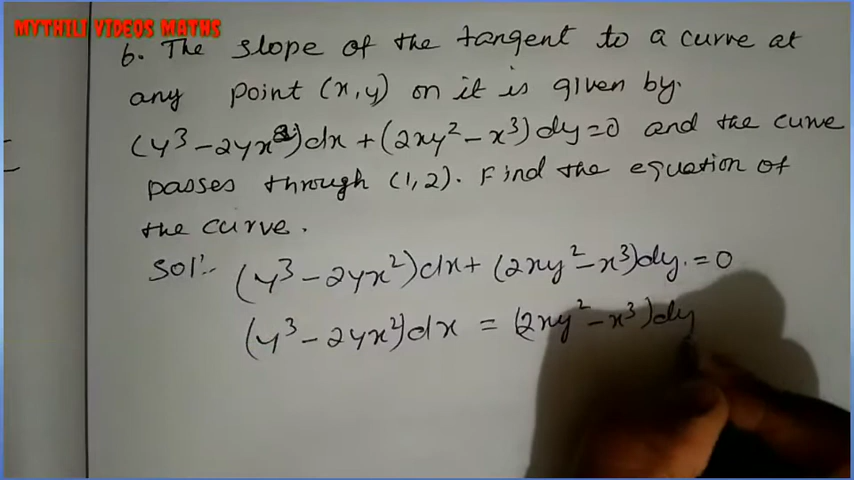 MYTHILI VIDEOS MATHS
6. The slope of the tangent to a curve at
any point (x,y) on it is given by.
(y³ - 2yx²)dx + (2xy² - x³)dy = 0 and the curve
passes through (1,2). Find the equation of
the curve.
Sol:- (y³ - 2yx²)dx + (2xy² - x³)dy = 0
(y³ - 2yx²)dx = (2xy² - x³)dy